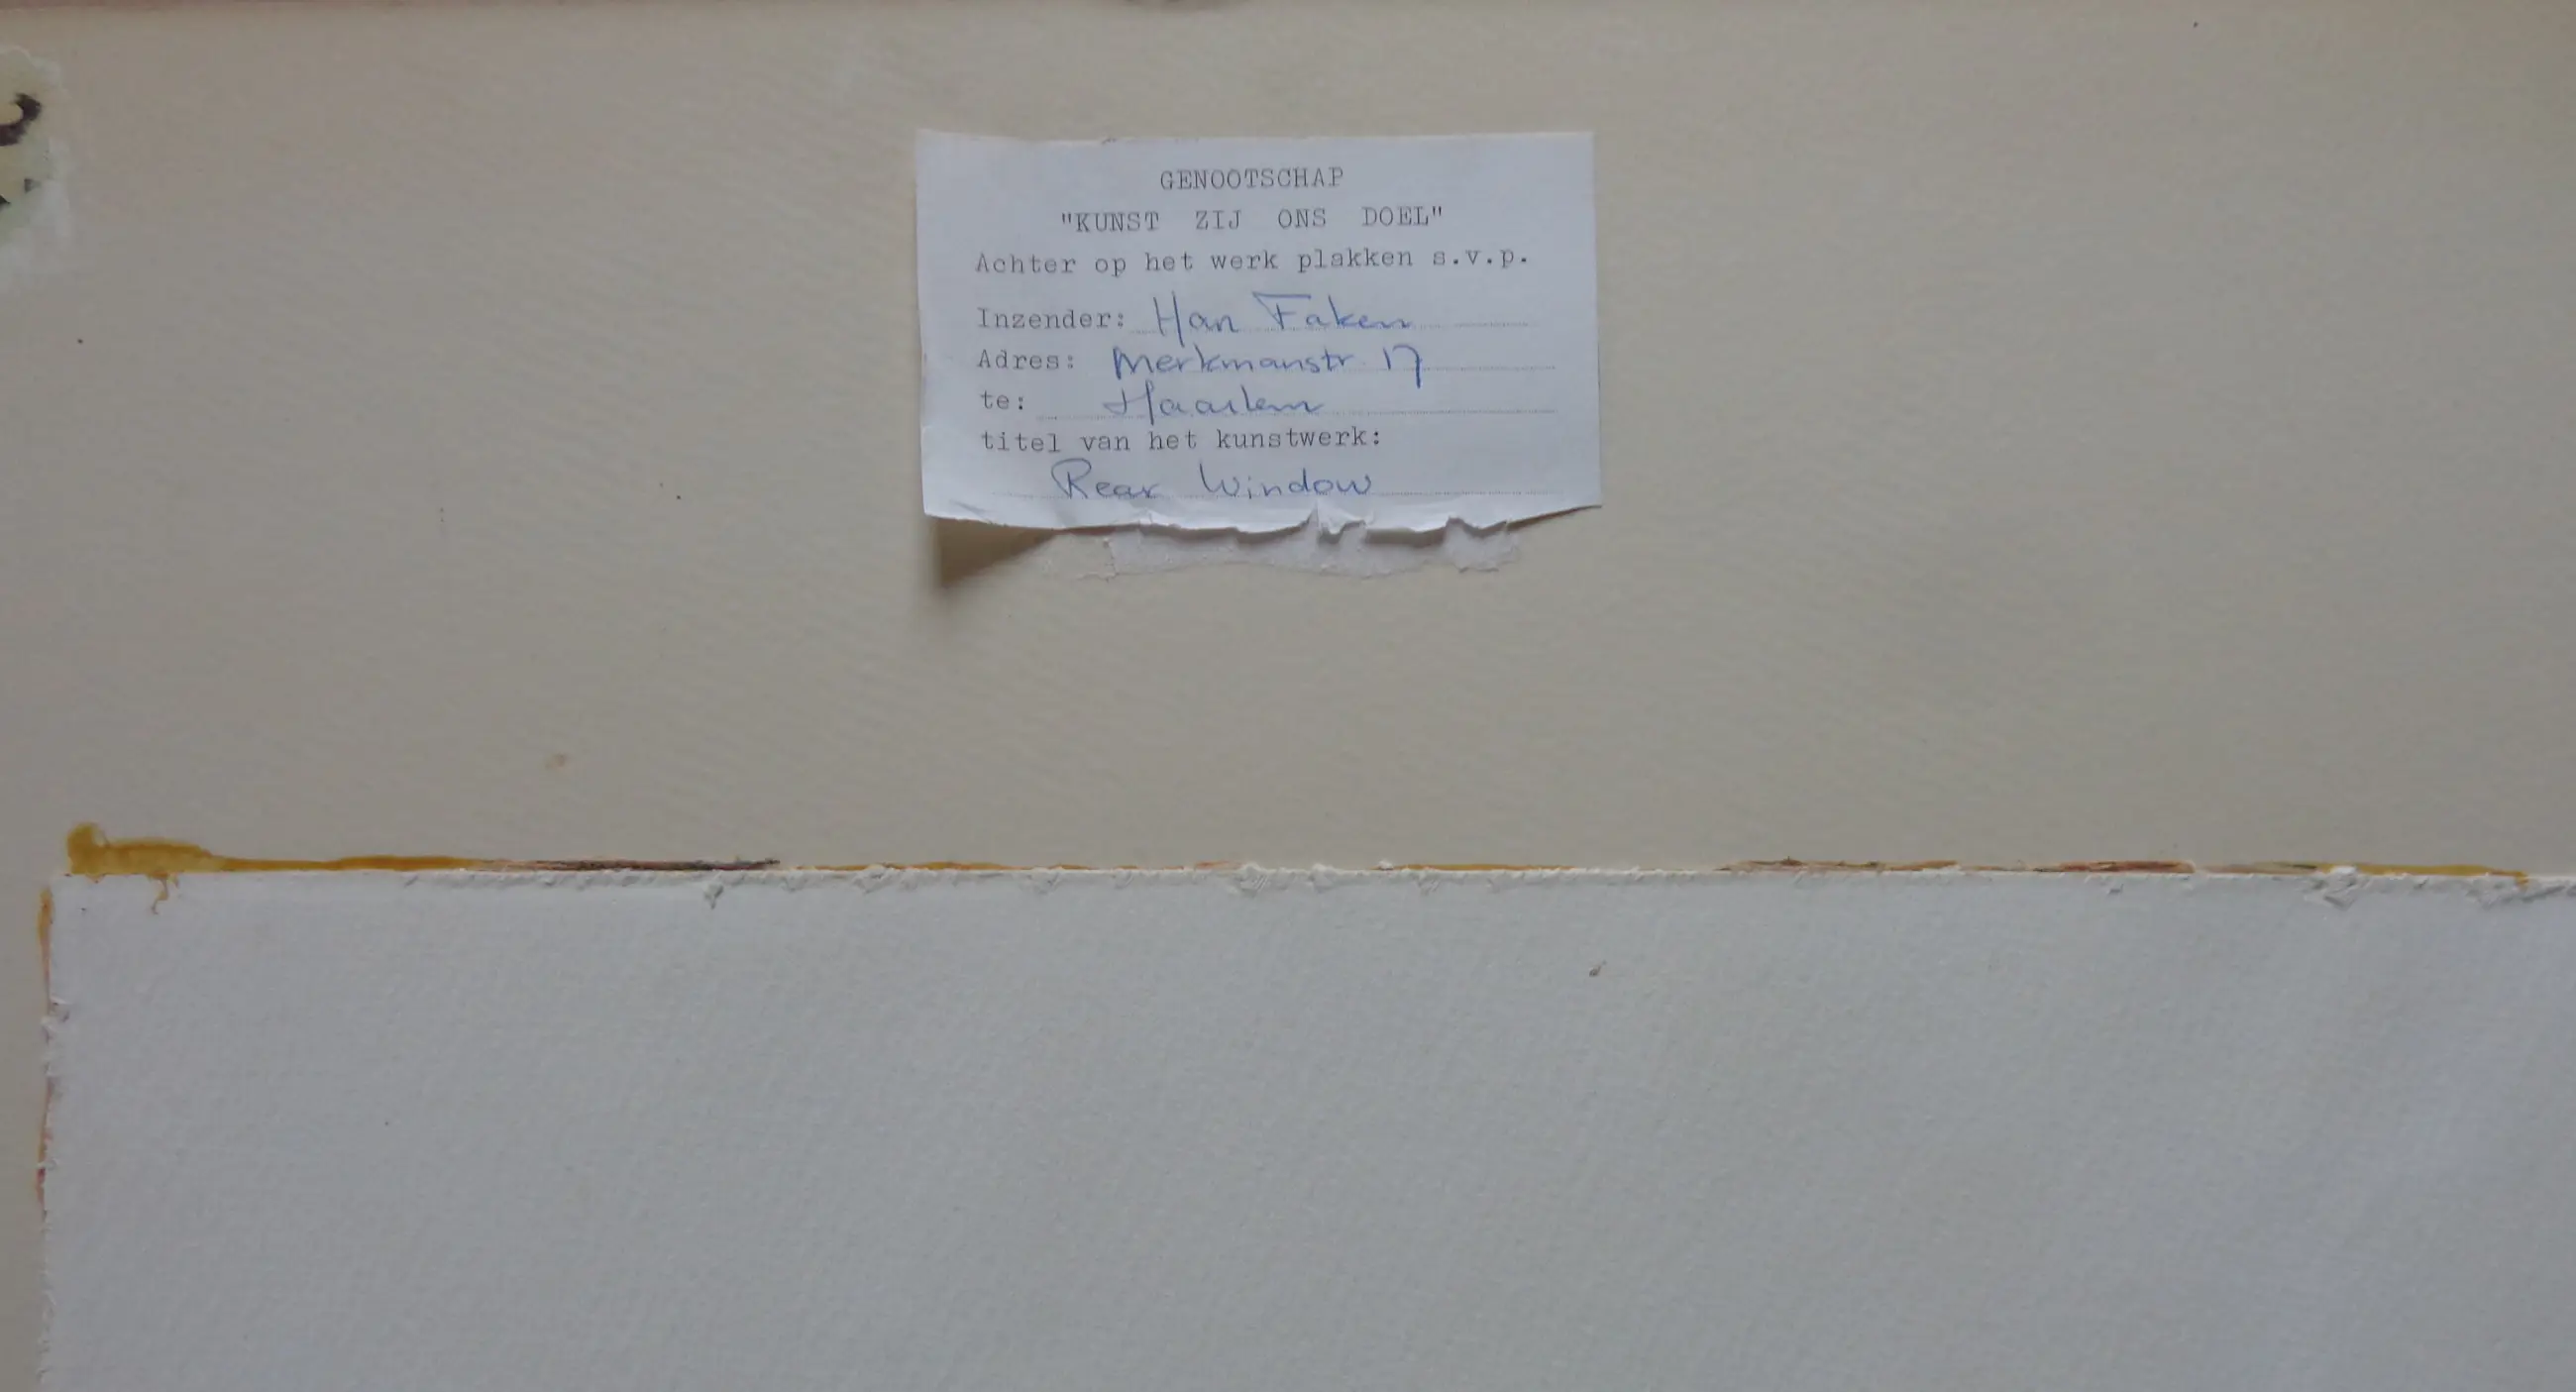 GENOOTSCHAP
"KUNST ZIJ ONS DOEL"
Achter op het werk plakken s.v.p.
Inzender: Han Faken
Adres: Merkmanstr 17
te: Haarlem
titel van het kunstwerk:
Rear Window